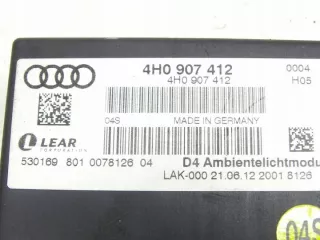 4H0 907 412
4H0 907 412
0004
H05
04S
MADE IN GERMANY
LEAR
CORPORATION
530169 801 0078126 04
D4 Ambientelichtmodu
LAK-000 21.06.12 2001 8126
04S